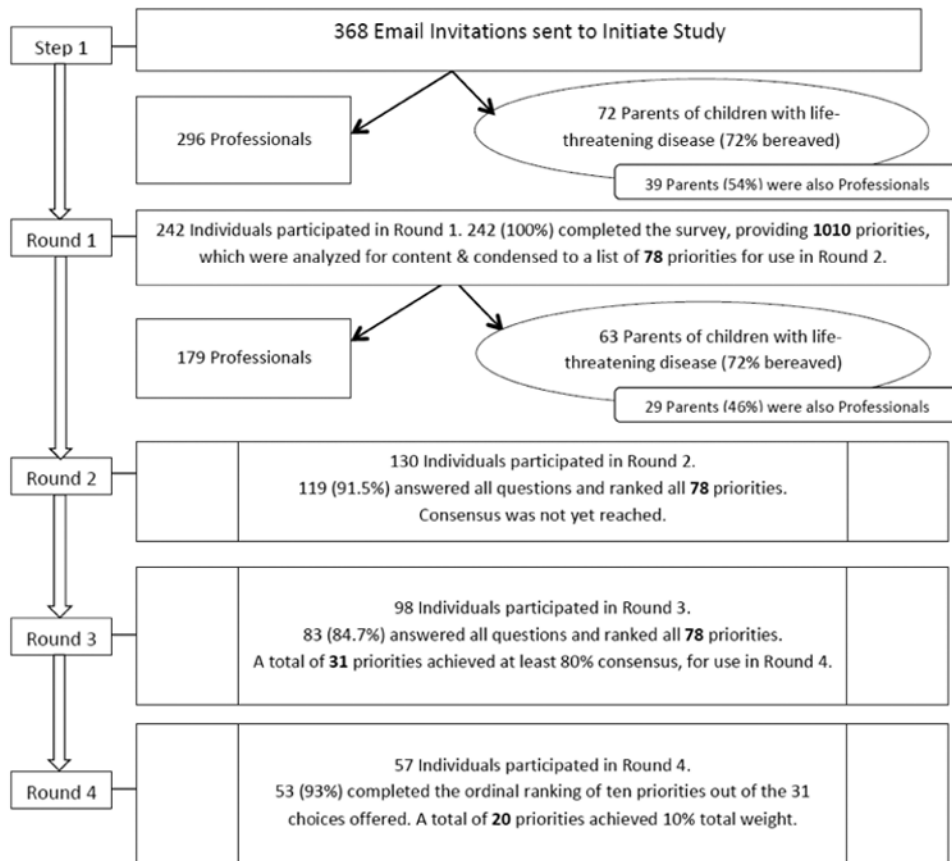 Step 1
368 Email Invitations sent to Initiate Study
296 Professionals
72 Parents of children with life-
threatening disease (72% bereaved)
39 Parents (54%) were also Professionals
Round 1
242 Individuals participated in Round 1. 242 (100%) completed the survey, providing 1010 priorities,
which were analyzed for content & condensed to a list of 78 priorities for use in Round 2.
179 Professionals
63 Parents of children with life-
threatening disease (72% bereaved)
29 Parents (46%) were also Professionals
Round 2
130 Individuals participated in Round 2.
119 (91.5%) answered all questions and ranked all 78 priorities.
Consensus was not yet reached.
Round 3
98 Individuals participated in Round 3.
83 (84.7%) answered all questions and ranked all 78 priorities.
A total of 31 priorities achieved at least 80% consensus, for use in Round 4.
Round 4
57 Individuals participated in Round 4.
53 (93%) completed the ordinal ranking of ten priorities out of the 31
choices offered. A total of 20 priorities achieved 10% total weight.